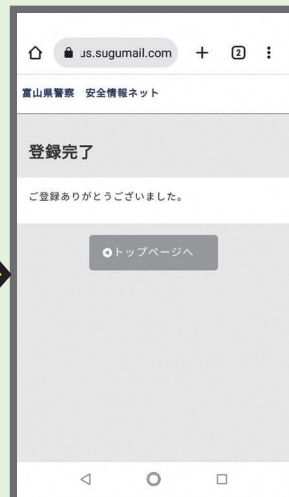 us.sugumail.com
2
富山県警察 安全情報ネット
登録完了
ご登録ありがとうございました。
トップページへ